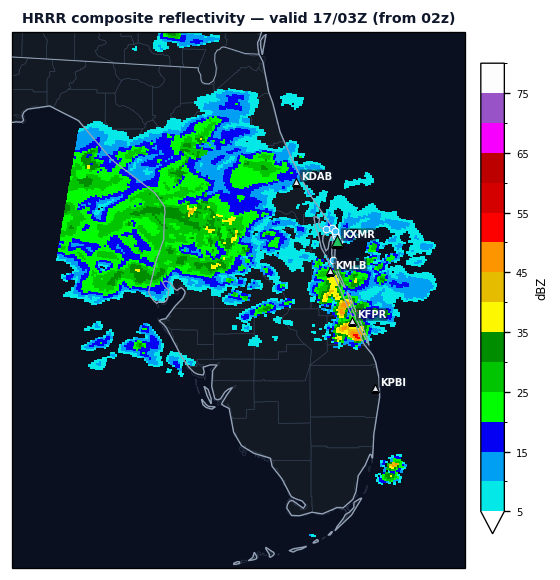 HRRR composite reflectivity — valid 17/03Z (from 02z)
KDAB
KXMR
KMLB
KFPR
KPBI
75
65
55
45
35
25
15
5
dBZ